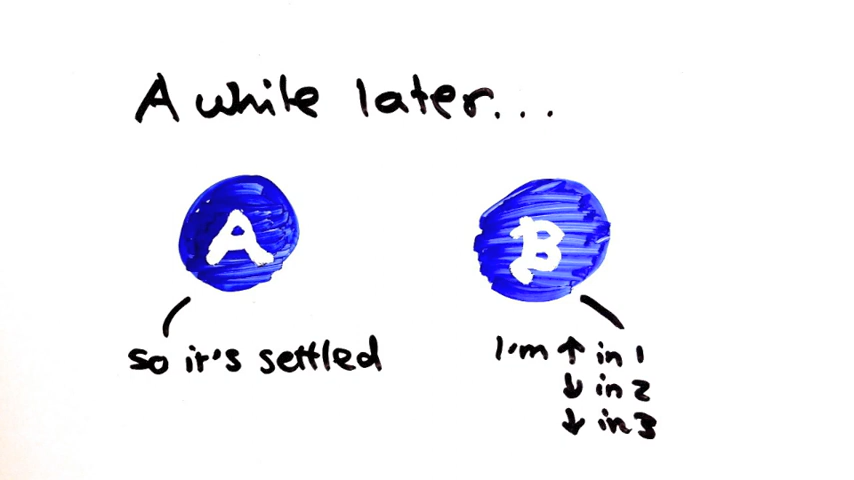 A while later...
A
B
so it's settled
I'm ↑ in 1
↓ in 2
↓ in 3